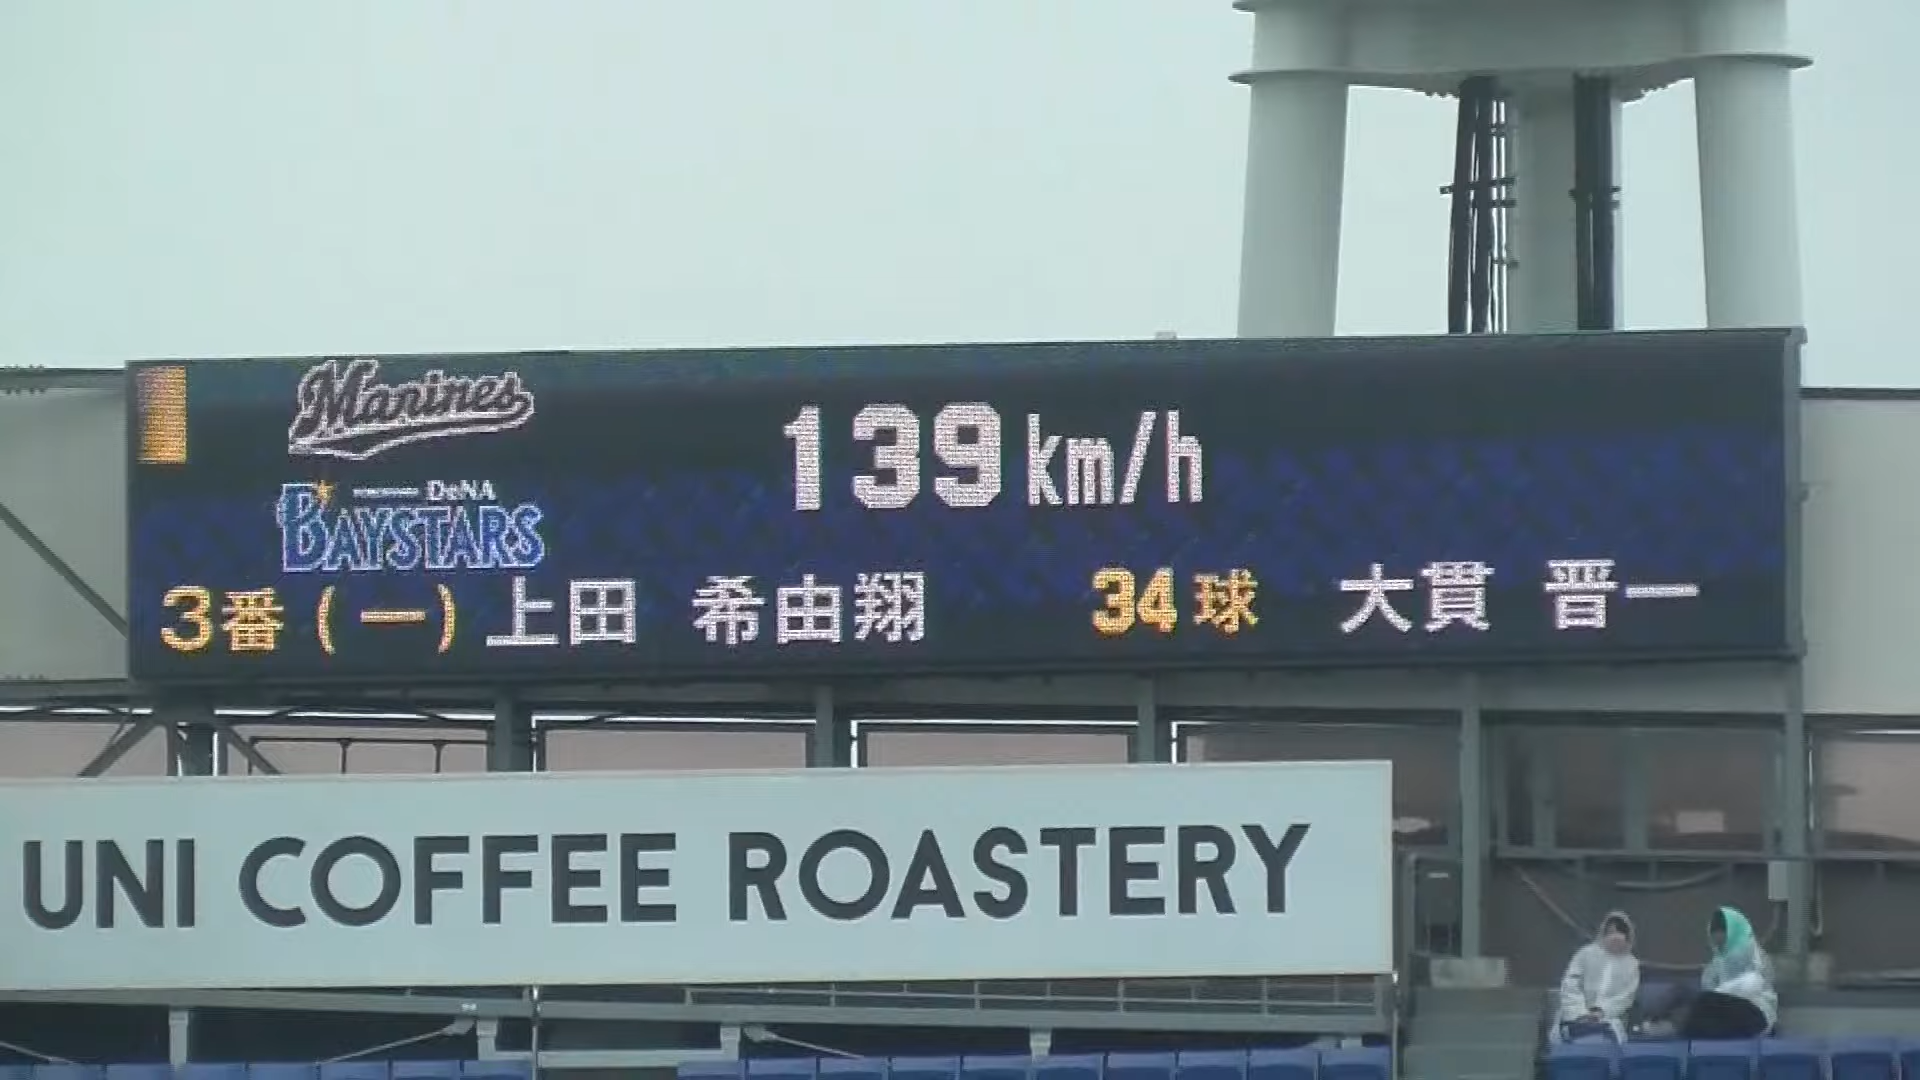 Marines
139km/h
DeNA
BAYSTARS
3番(一)上田 希由翔 34球 大貫 晋一
UNI COFFEE ROASTERY